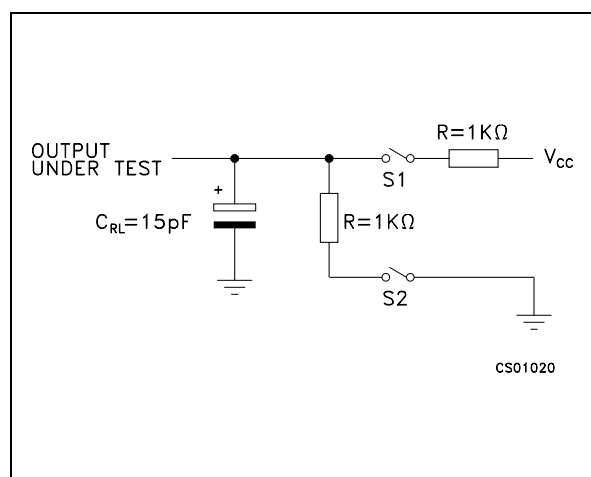 OUTPUT
UNDER TEST
R=1KΩ
S1
VCC
+
CRL=15pF
R=1KΩ
S2
CS01020